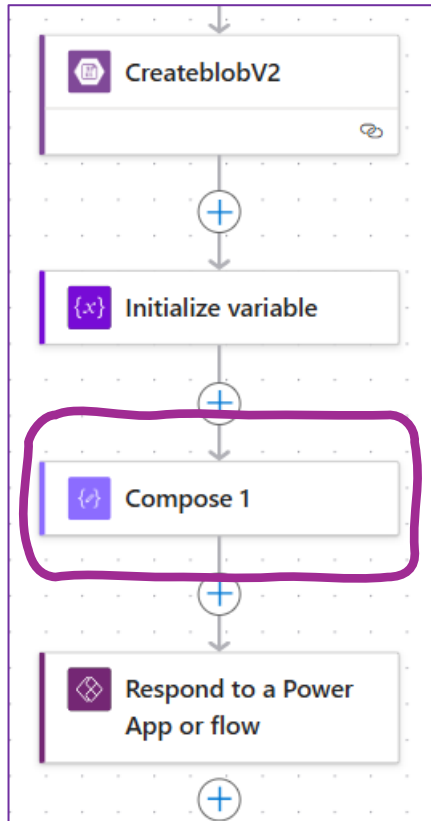 CreateblobV2
{x} Initialize variable
Compose 1
Respond to a Power
App or flow